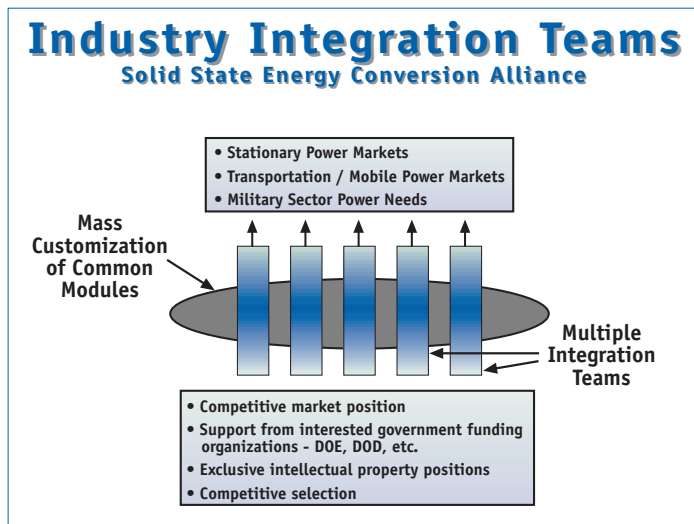 Industry Integration Teams
Solid State Energy Conversion Alliance
• Stationary Power Markets
• Transportation / Mobile Power Markets
• Military Sector Power Needs
Mass
Customization
of Common
Modules
Multiple
Integration
Teams
• Competitive market position
• Support from interested government funding
organizations - DOE, DOD, etc.
• Exclusive intellectual property positions
• Competitive selection